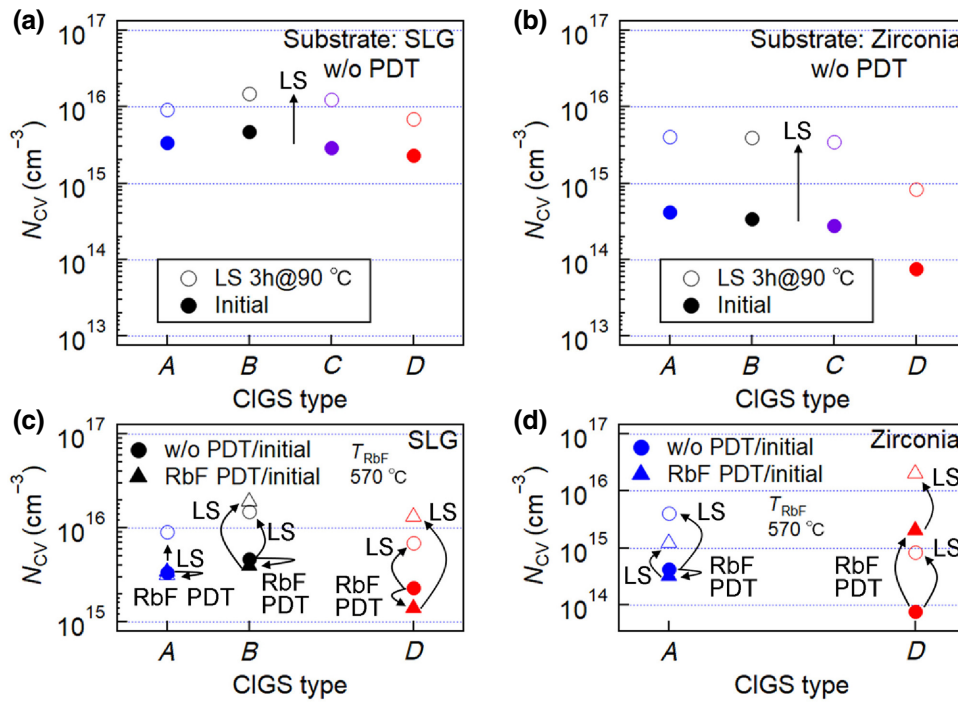 (a)
10^17
10^16
10^15
10^14
10^13
N_CV (cm^−3)
Substrate: SLG
w/o PDT
LS
LS 3h@90 °C
Initial
A B C D
CIGS type
(b)
10^17
10^16
10^15
10^14
10^13
N_CV (cm^−3)
Substrate: Zirconia
w/o PDT
LS
LS 3h@90 °C
Initial
A B C D
CIGS type
(c)
10^17
10^16
10^15
N_CV (cm^−3)
w/o PDT/initial
RbF PDT/initial
T_RbF
570 °C
SLG
LS
RbF PDT
LS
LS
RbF
PDT
LS
LS
RbF
PDT
A B D
CIGS type
(d)
10^17
10^16
10^15
10^14
N_CV (cm^−3)
w/o PDT/initial
RbF PDT/initial
Zirconia
T_RbF
570 °C
LS
LS
RbF
PDT
LS
LS
RbF
PDT
A D
CIGS type